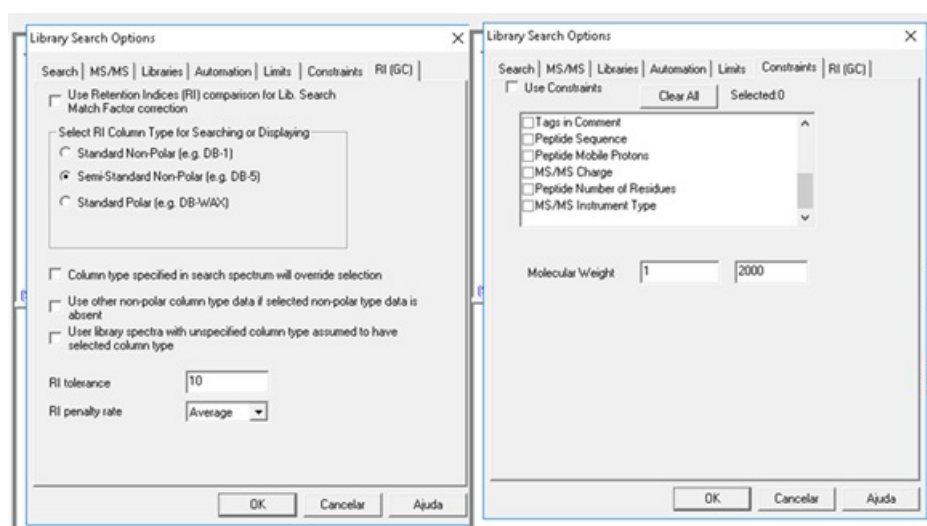 Library Search Options
Search | MS/MS | Libraries | Automation | Limits | Constraints | RI (GC)
Use Retention Indices (RI) comparison for Lib. Search
Match Factor correction
Select RI Column Type for Searching or Displaying
Standard Non-Polar (e.g. DB-1)
Semi-Standard Non-Polar (e.g. DB-5)
Standard Polar (e.g. DB-WAX)
Column type specified in search spectrum will override selection
Use other non-polar column type data if selected non-polar type data is
absent
User library spectra with unspecified column type assumed to have
selected column type
RI tolerance 10
RI penalty rate Average
OK Cancelar Ajuda
Library Search Options
Search | MS/MS | Libraries | Automation | Limits | Constraints | RI (GC)
Use Constraints Clear All Selected:0
Tags in Comment
Peptide Sequence
Peptide Mobile Protons
MS/MS Charge
Peptide Number of Residues
MS/MS Instrument Type
Molecular Weight 1 2000
OK Cancelar Ajuda